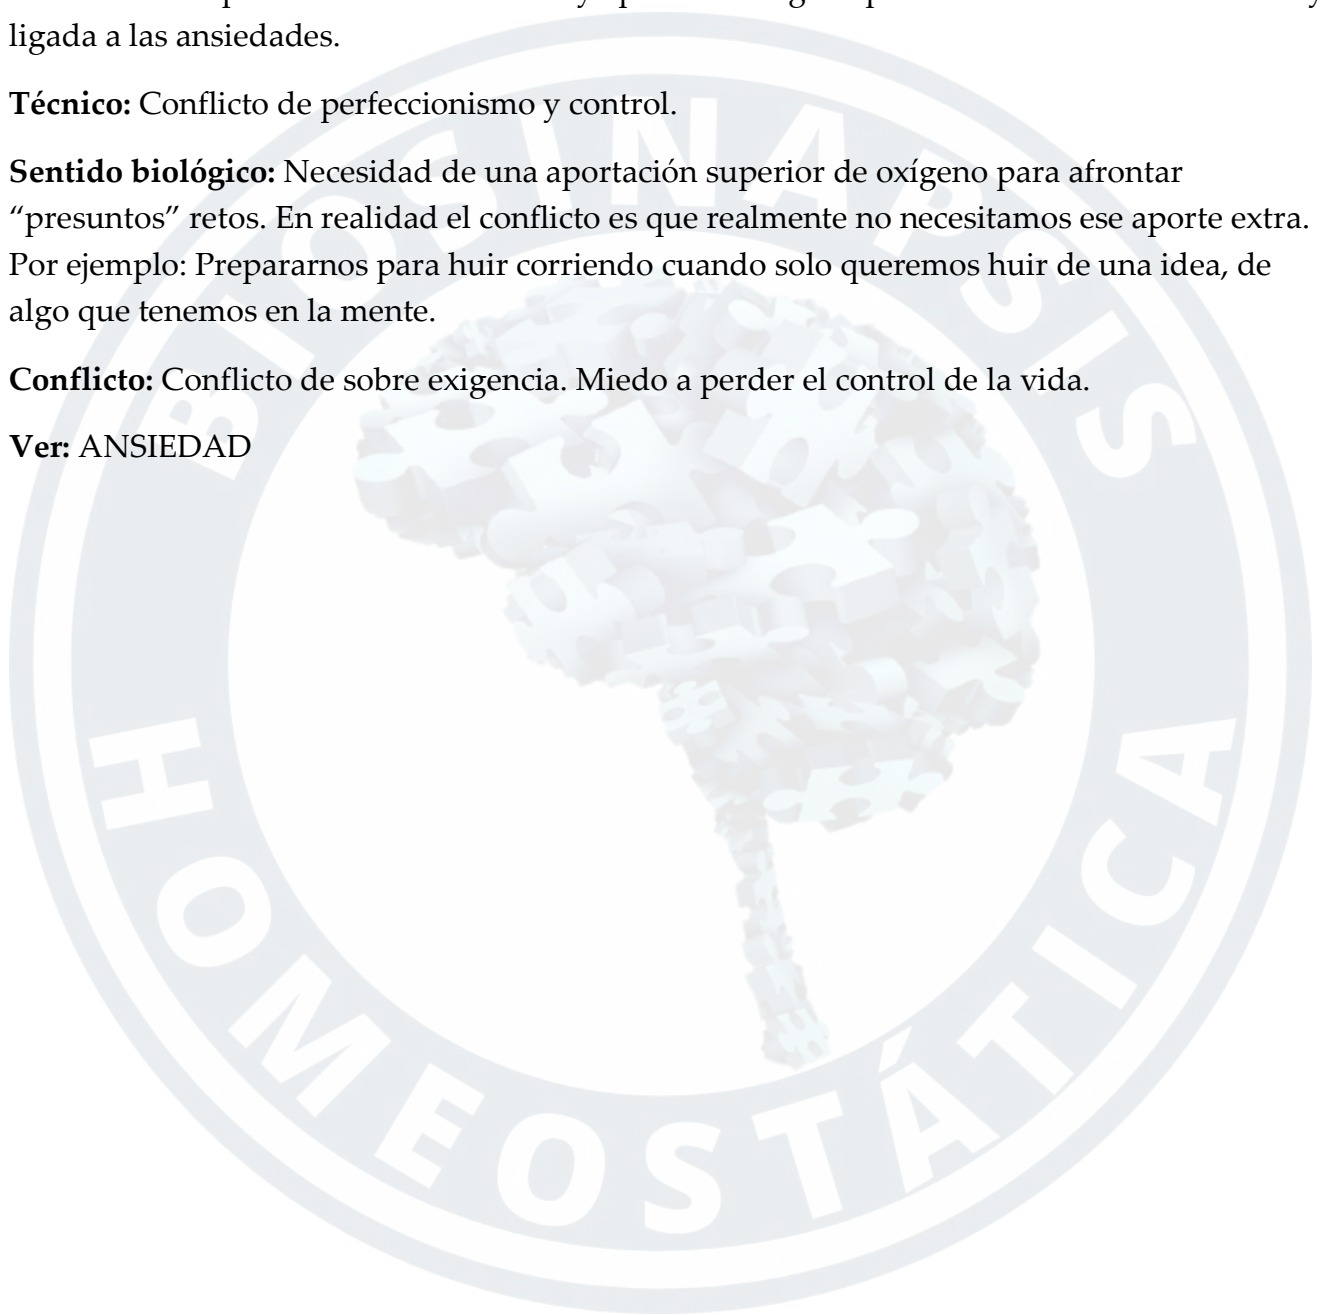 ligada a las ansiedades.
Técnico: Conflicto de perfeccionismo y control.
Sentido biológico: Necesidad de una aportación superior de oxígeno para afrontar
“presuntos” retos. En realidad el conflicto es que realmente no necesitamos ese aporte extra.
Por ejemplo: Prepararnos para huir corriendo cuando solo queremos huir de una idea, de
algo que tenemos en la mente.
Conflicto: Conflicto de sobre exigencia. Miedo a perder el control de la vida.
Ver: ANSIEDAD
BIOSINAPSIS
HOMEOSTÁTICA